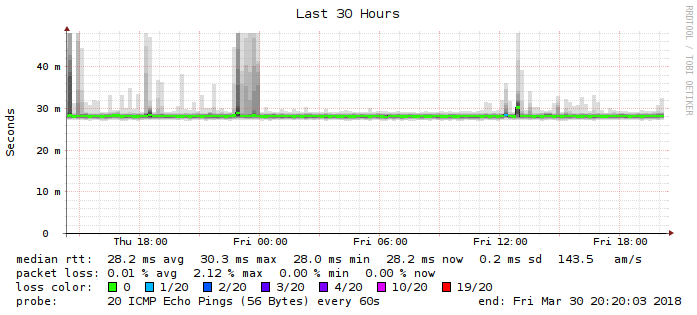 Last 30 Hours
RRDTOOL / TOBI OETIKER
Seconds
40 m
30 m
20 m
10 m
0
Thu 18:00 Fri 00:00 Fri 06:00 Fri 12:00 Fri 18:00
median rtt: 28.2 ms avg 30.3 ms max 28.0 ms min 28.2 ms now 0.2 ms sd 143.5 am/s
packet loss: 0.01 % avg 2.12 % max 0.00 % min 0.00 % now
loss color: 0 1/20 2/20 3/20 4/20 10/20 19/20
probe: 20 ICMP Echo Pings (56 Bytes) every 60s end: Fri Mar 30 20:20:03 2018